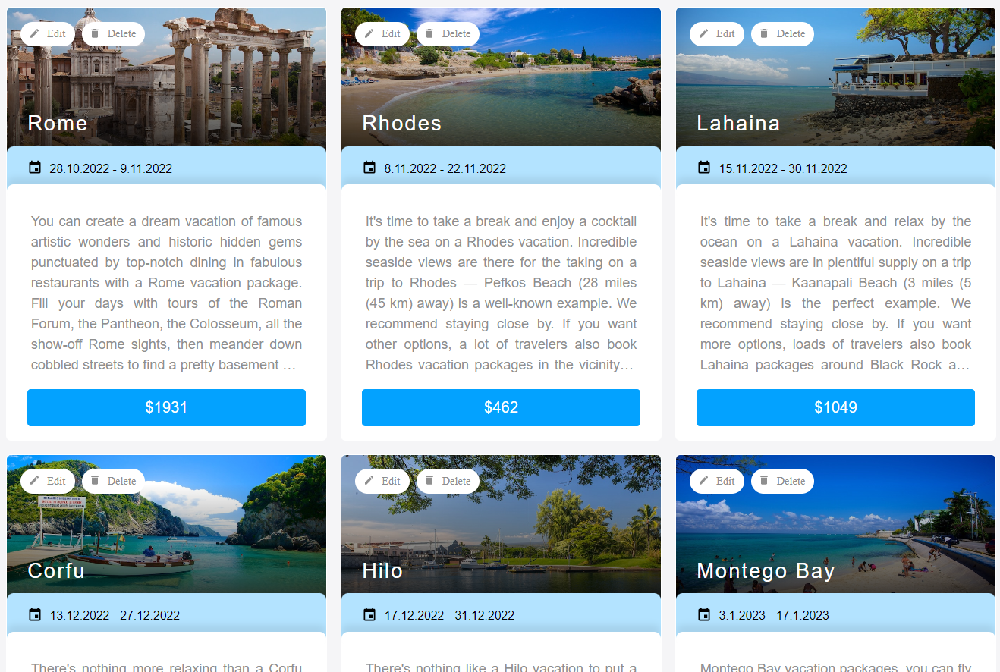 Edit Delete
Rome
28.10.2022 - 9.11.2022
You can create a dream vacation of famous
artistic wonders and historic hidden gems
punctuated by top-notch dining in fabulous
restaurants with a Rome vacation package.
Fill your days with tours of the Roman
Forum, the Pantheon, the Colosseum, all the
show-off Rome sights, then meander down
cobbled streets to find a pretty basement …
$1931
Edit Delete
Rhodes
8.11.2022 - 22.11.2022
It's time to take a break and enjoy a cocktail
by the sea on a Rhodes vacation. Incredible
seaside views are there for the taking on a
trip to Rhodes — Pefkos Beach (28 miles
(45 km) away) is a well-known example. We
recommend staying close by. If you want
other options, a lot of travelers also book
Rhodes vacation packages in the vicinity…
$462
Edit Delete
Lahaina
15.11.2022 - 30.11.2022
It's time to take a break and relax by the
ocean on a Lahaina vacation. Incredible
seaside views are in plentiful supply on a trip
to Lahaina — Kaanapali Beach (3 miles (5
km) away) is the perfect example. We
recommend staying close by. If you want
more options, loads of travelers also book
Lahaina packages around Black Rock a…
$1049
Edit Delete
Corfu
13.12.2022 - 27.12.2022
There's nothing more relaxing than a Corfu
Edit Delete
Hilo
17.12.2022 - 31.12.2022
There's nothing like a Hilo vacation to put a
Edit Delete
Montego Bay
3.1.2023 - 17.1.2023
Montego Bay vacation packages, you can fly